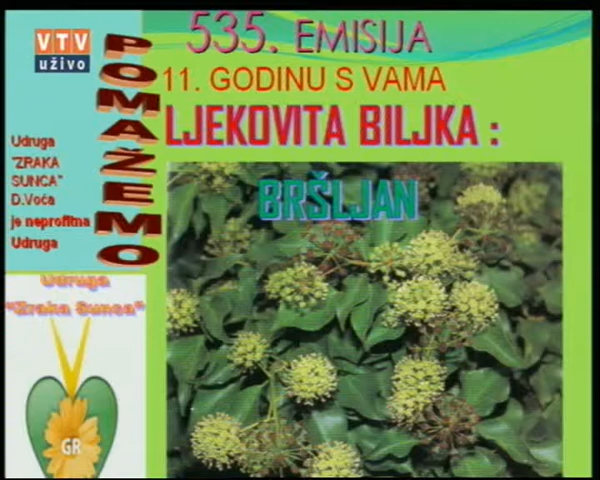 VTV
uživo
POMAŽEMO
535. EMISIJA
11. GODINU S VAMA
LJEKOVITA BILJKA :
BRŠLJAN
Udruga
"ZRAKA
SUNCA"
D.Voća
je neprofitna
Udruga
Udruga
"Zraka Sunca"
GR